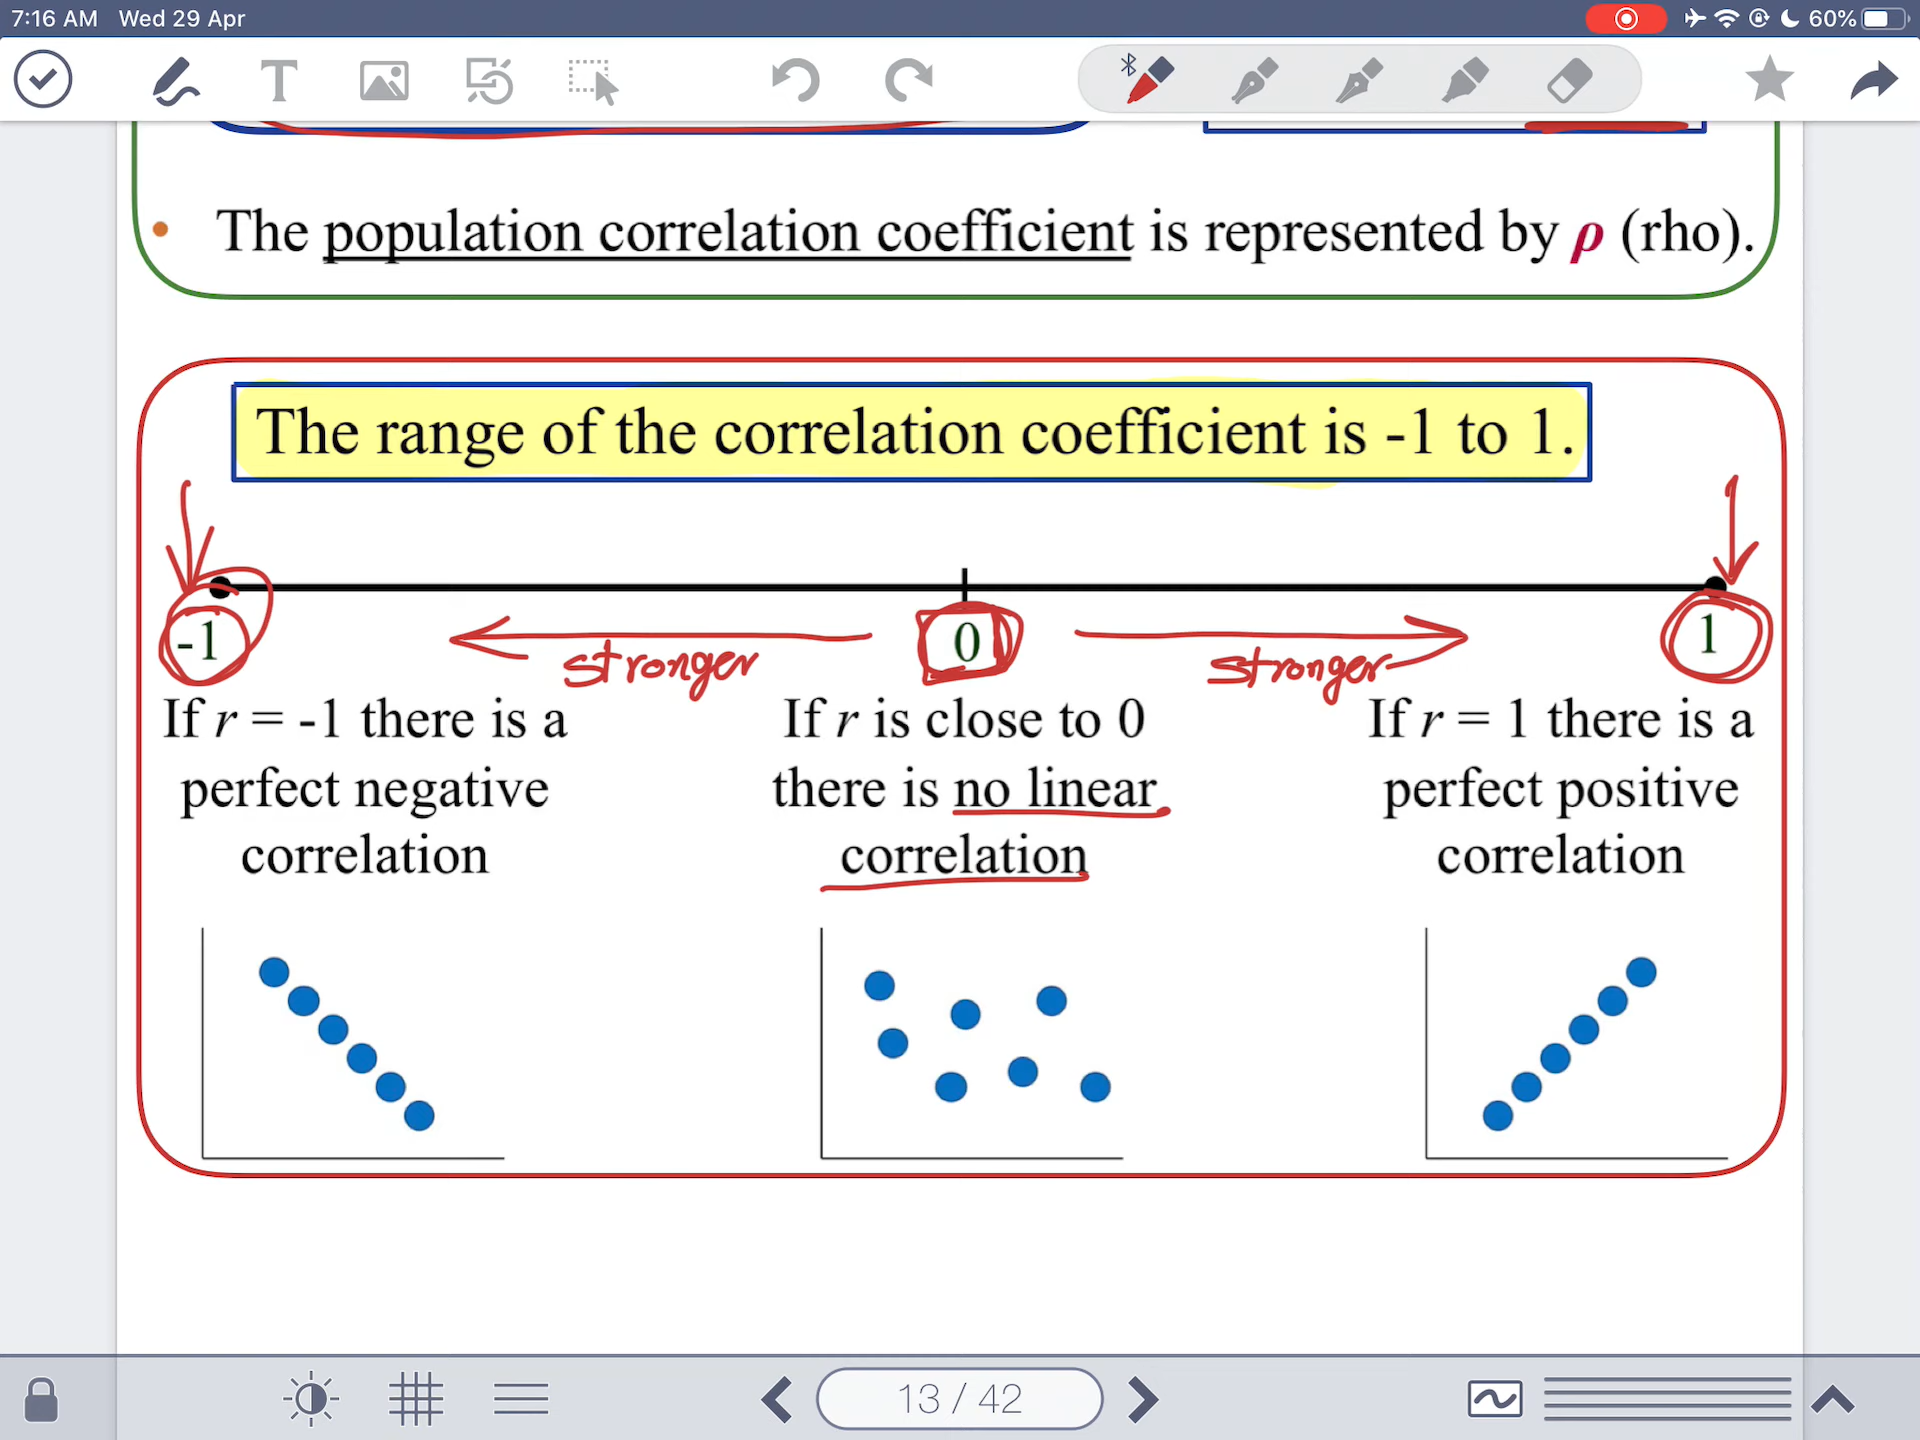 7:16 AM Wed 29 Apr
60%
T
• The population correlation coefficient is represented by ρ (rho).
The range of the correlation coefficient is -1 to 1.
-1 0 1
stronger stronger
If r = -1 there is a
perfect negative
correlation
If r is close to 0
there is no linear
correlation
If r = 1 there is a
perfect positive
correlation
13 / 42